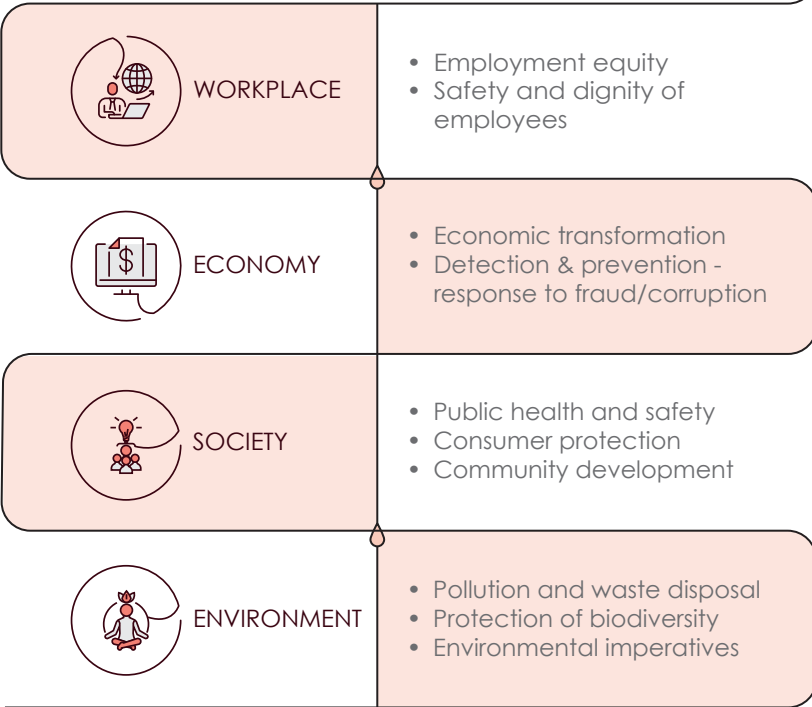 WORKPLACE
• Employment equity
• Safety and dignity of
employees
ECONOMY
• Economic transformation
• Detection & prevention -
response to fraud/corruption
$
SOCIETY
• Public health and safety
• Consumer protection
• Community development
ENVIRONMENT
• Pollution and waste disposal
• Protection of biodiversity
• Environmental imperatives